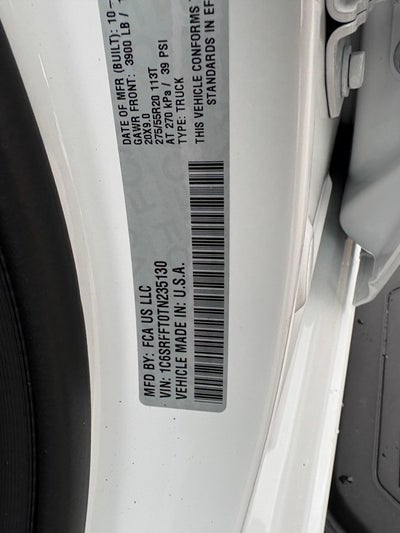 MFD BY: FCA US LLC
DATE OF MFR (BUILT): 10-
GAWR FRONT: 3900 LB /
20X9.0
275/55R20 113T
AT 270 kPa / 39 PSI
TYPE: TRUCK
THIS VEHICLE CONFORMS
STANDARDS IN EF
VIN: 1C6SRFFT0TN235130
VEHICLE MADE IN: U.S.A.